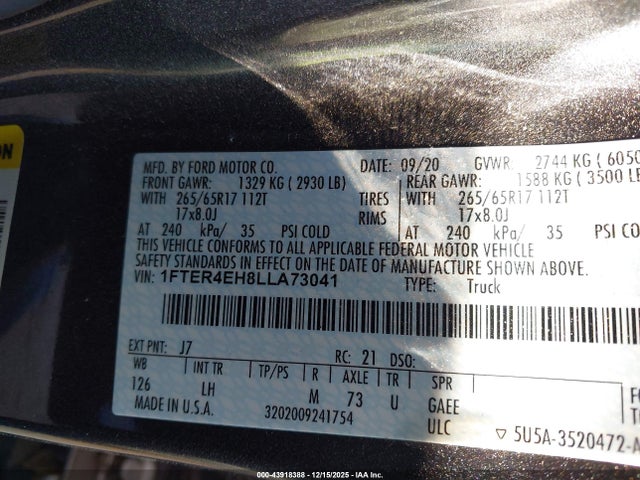 ON
MFD. BY FORD MOTOR CO. DATE: 09/20 GVWR: 2744 KG ( 6050
FRONT GAWR: 1329 KG ( 2930 LB) REAR GAWR: 1588 KG ( 3500 LB
WITH 265/65R17 112T TIRES WITH 265/65R17 112T
17x8.0J RIMS 17x8.0J
AT 240 kPa/ 35 PSI COLD AT 240 kPa/ 35 PSI CO
THIS VEHICLE CONFORMS TO ALL APPLICABLE FEDERAL MOTOR VEHICLE
SAFETY STANDARDS IN EFFECT ON THE DATE OF MANUFACTURE SHOWN ABOVE.
VIN: 1FTER4EH8LLA73041 TYPE: Truck
EXT PNT: J7 RC: 21 DSO:
WB INT TR TP/PS R AXLE TR SPR
126 LH M 73 U GAEE
MADE IN U.S.A. 3202009241754 ULC ▽ 5U5A-3520472-A
000-43918388 - 12/15/2025 - IAA Inc.